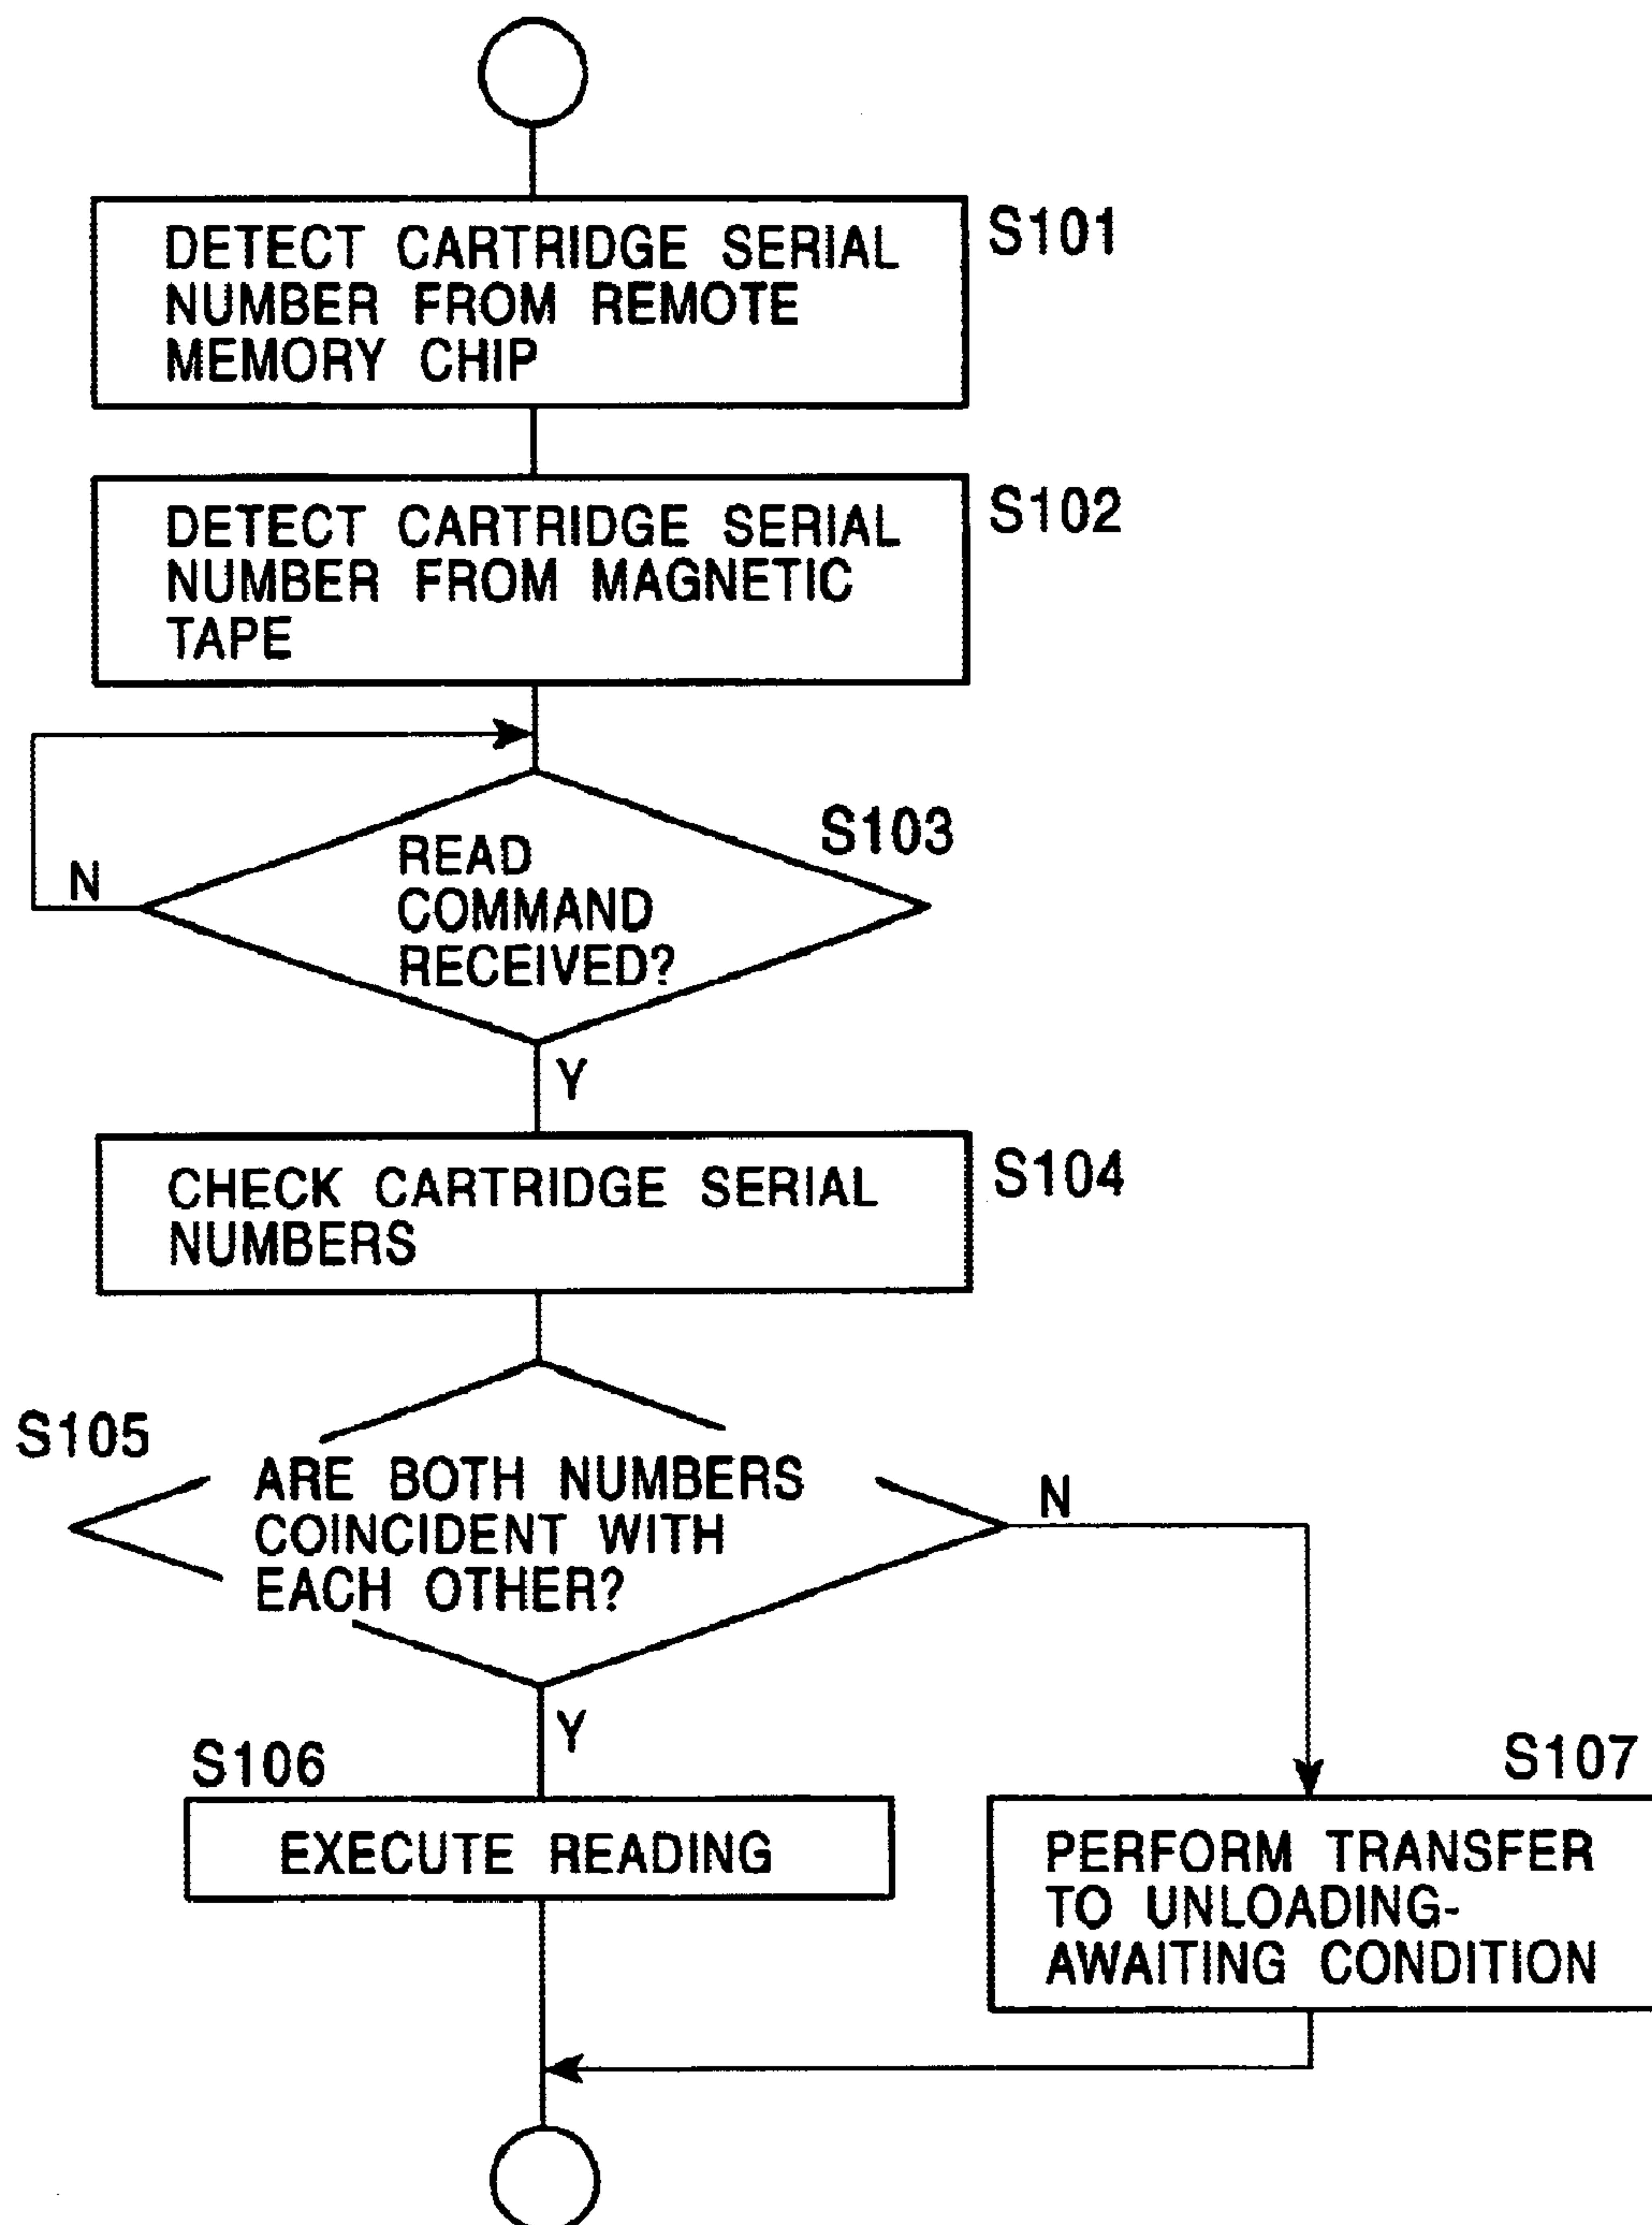 DETECT CARTRIDGE SERIAL
NUMBER FROM REMOTE
MEMORY CHIP
S101
DETECT CARTRIDGE SERIAL
NUMBER FROM MAGNETIC
TAPE
S102
S103
READ
COMMAND
RECEIVED?
N
Y
CHECK CARTRIDGE SERIAL
NUMBERS
S104
S105
ARE BOTH NUMBERS
COINCIDENT WITH
EACH OTHER?
N
Y
S106
EXECUTE READING
S107
PERFORM TRANSFER
TO UNLOADING-
AWAITING CONDITION